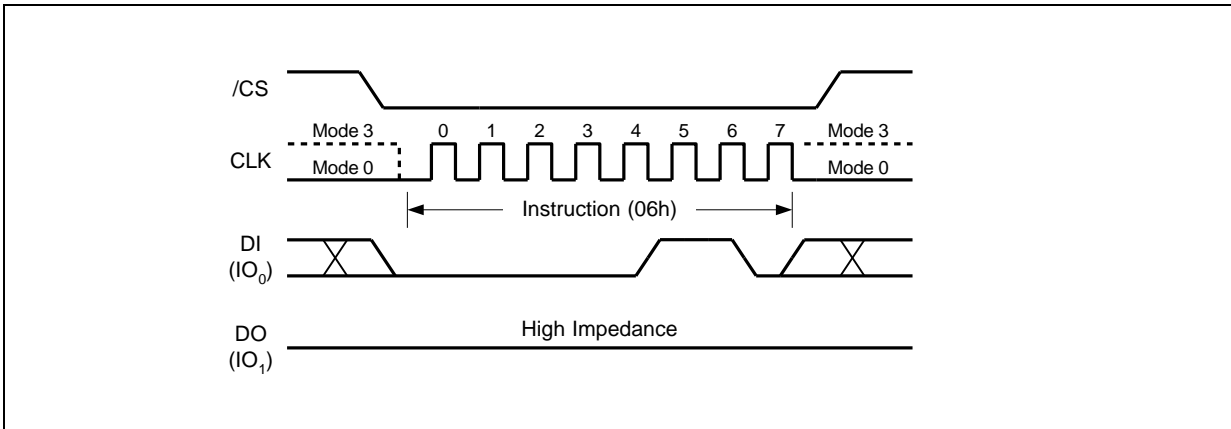 /CS
Mode 3 0 1 2 3 4 5 6 7 Mode 3
CLK
Mode 0 Mode 0
Instruction (06h)
DI
(IO₀)
High Impedance
DO
(IO₁)